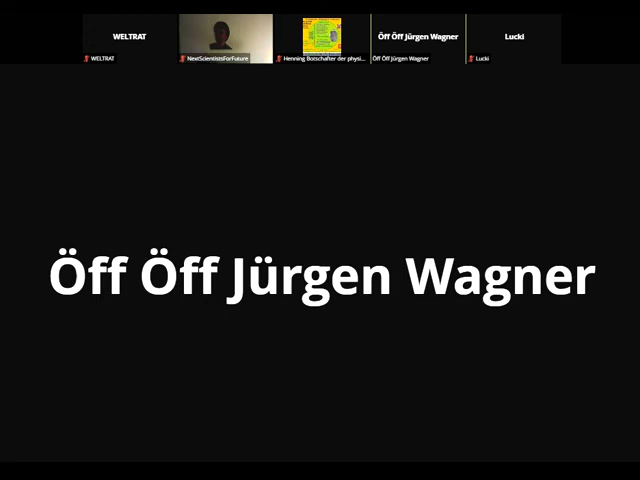 WELTRAT
Öff Öff Jürgen Wagner
Lucki
WELTRAT
NextScientistsForFuture
Henning Botschafter der physi...
Öff Öff Jürgen Wagner
Lucki
Öff Öff Jürgen Wagner